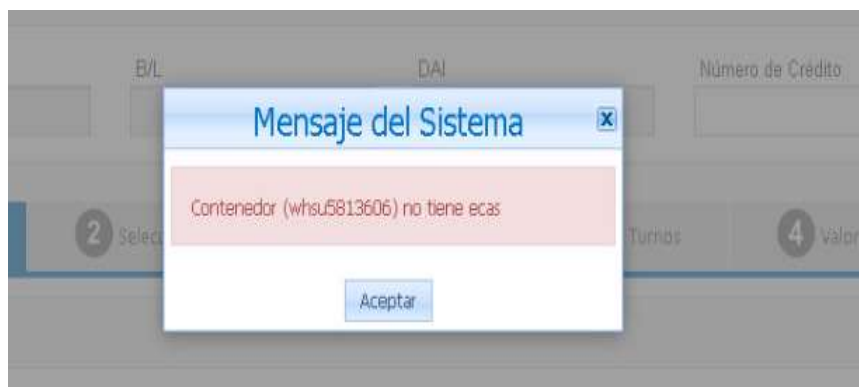 B/L
DAI
Número de Crédito
Mensaje del Sistema
x
Contenedor (whsu5813606) no tiene ecas
2
Turnos
4
Aceptar